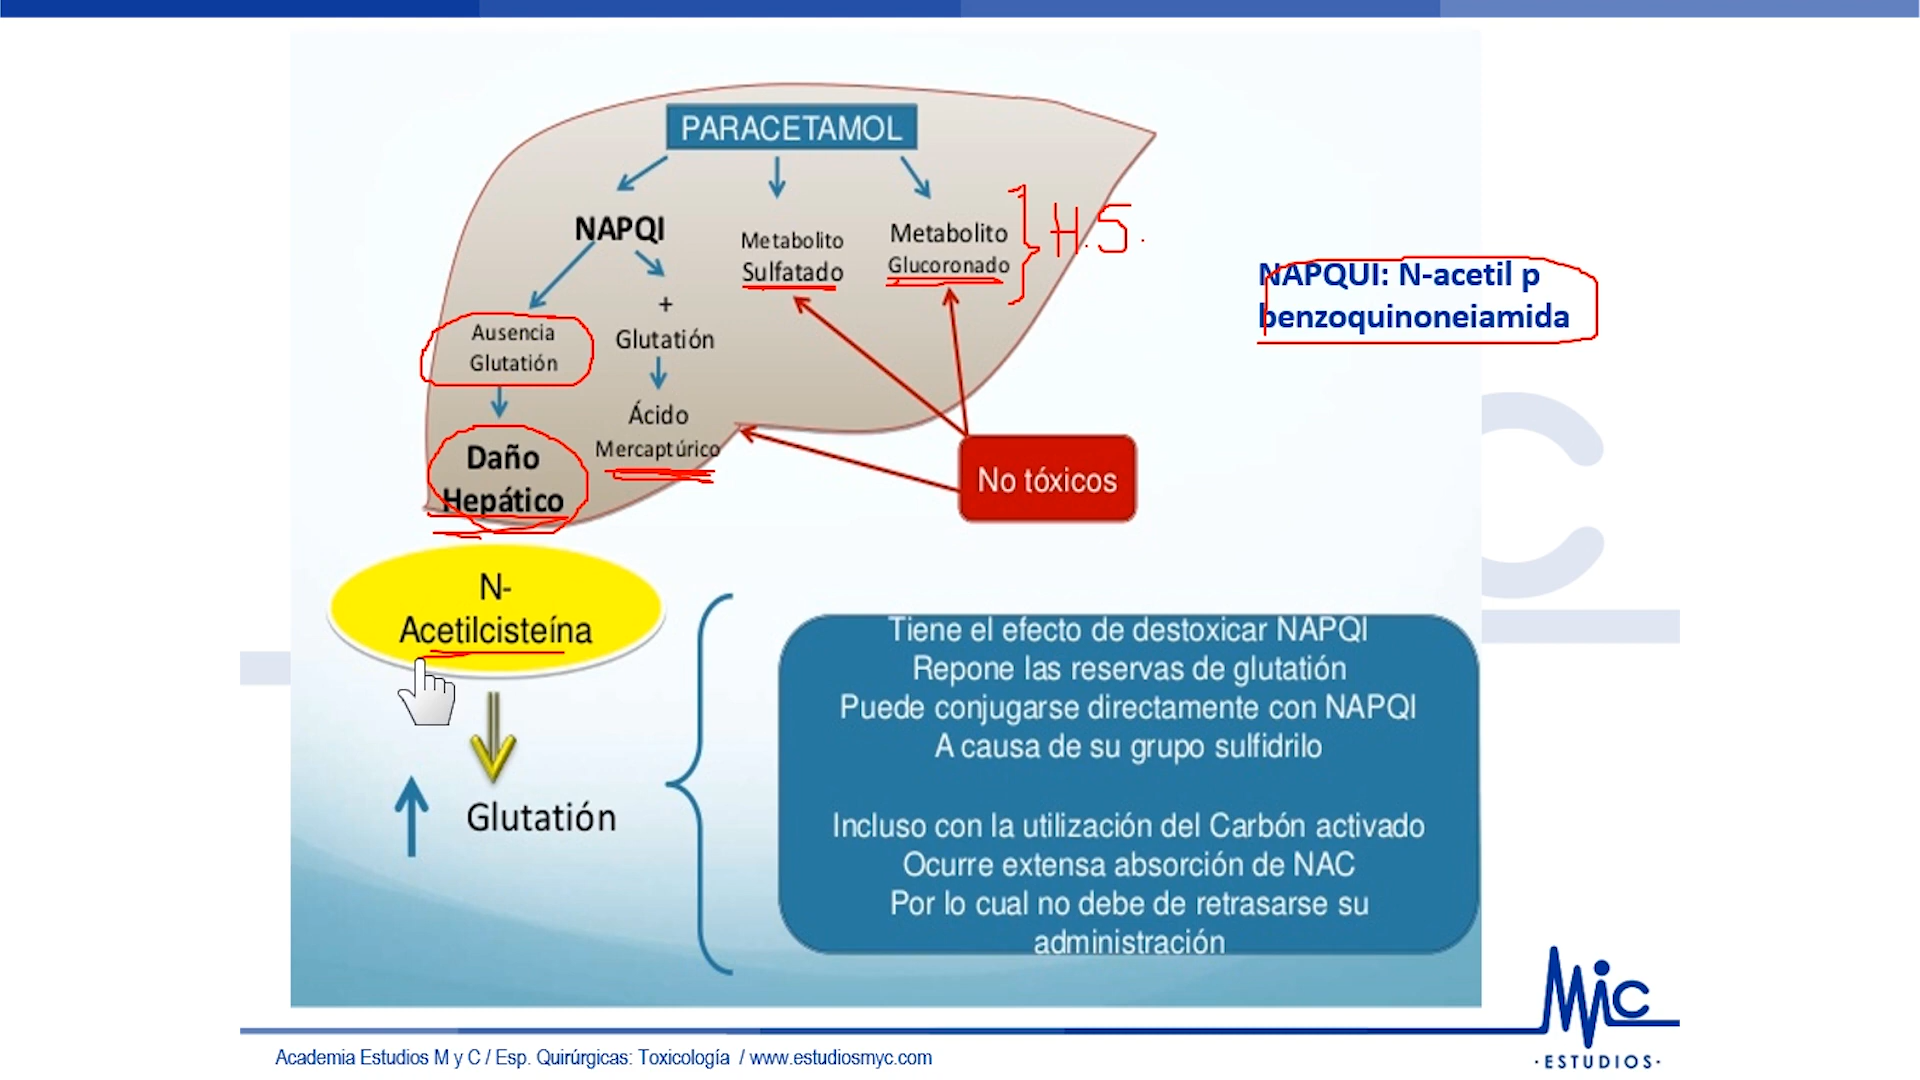 PARACETAMOL
NAPQI
Metabolito
Sulfatado
Metabolito
Glucoronado
H.S.
+
Glutatión
Ausencia
Glutatión
Ácido
Mercaptúrico
Daño
Hepático
No tóxicos
NAPQUI: N-acetil p
benzoquinoneiamida
N-
Acetilcisteína
Glutatión
Tiene el efecto de destoxicar NAPQI
Repone las reservas de glutatión
Puede conjugarse directamente con NAPQI
A causa de su grupo sulfidrilo
Incluso con la utilización del Carbón activado
Ocurre extensa absorción de NAC
Por lo cual no debe de retrasarse su
administración
C
Mic
·ESTUDIOS·
Academia Estudios M y C / Esp. Quirúrgicas: Toxicología / www.estudiosmyc.com